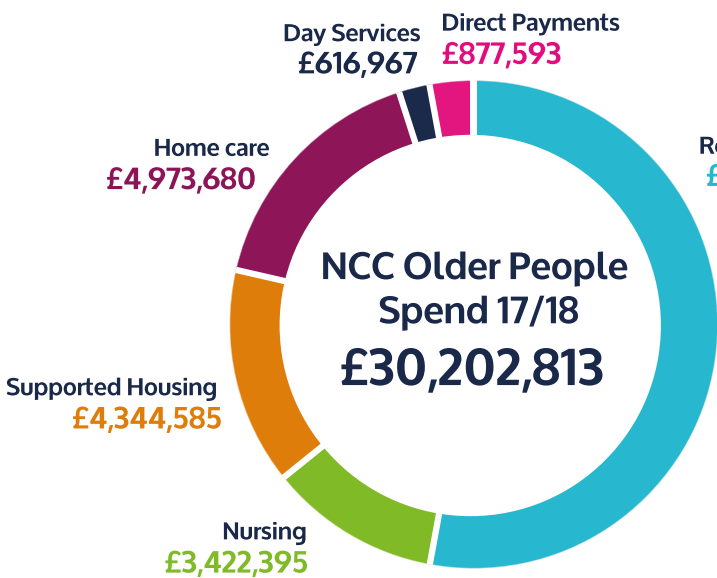 Direct Payments
£877,593
Day Services
£616,967
Home care
£4,973,680
NCC Older People
Spend 17/18
£30,202,813
Supported Housing
£4,344,585
Nursing
£3,422,395